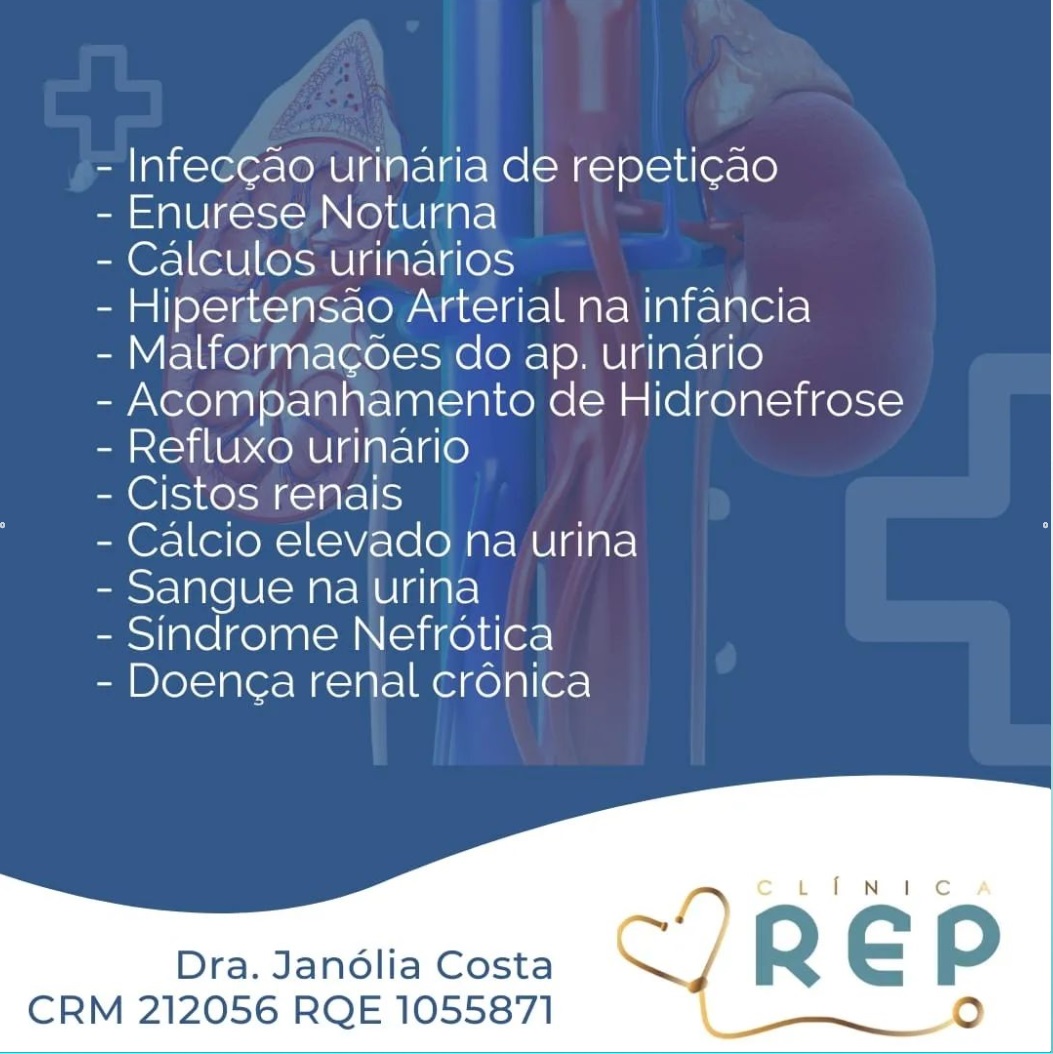 - Infecção urinária de repetição
- Enurese Noturna
- Cálculos urinários
- Hipertensão Arterial na infância
- Malformações do ap. urinário
- Acompanhamento de Hidronefrose
- Refluxo urinário
- Cistos renais
- Cálcio elevado na urina
- Sangue na urina
- Síndrome Nefrótica
- Doença renal crônica
CLÍNICA
REP
Dra. Janólia Costa
CRM 212056 RQE 1055871